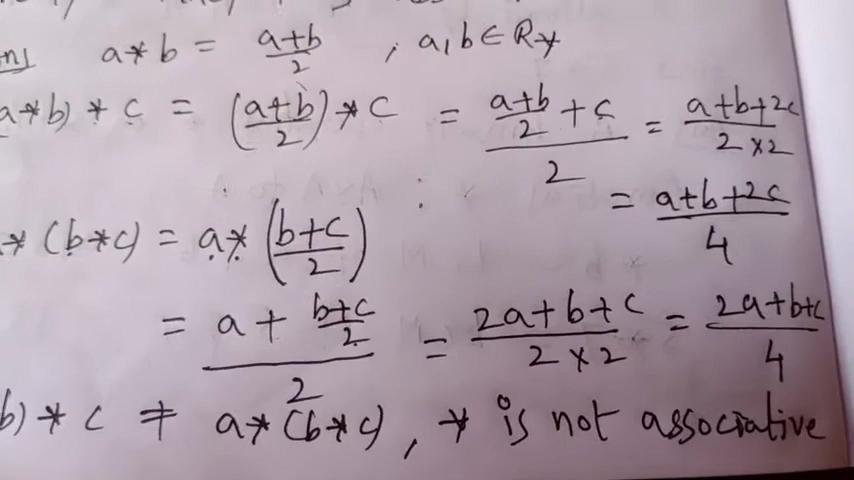 a * b = (a+b)/2 , a, b ∈ R *
a * b) * c = ((a+b)/2) * c = ((a+b)/2 + c)/2 = (a+b+2c)/(2×2)
= (a+b+2c)/4
* (b * c) = a * ((b+c)/2)
= (a + (b+c)/2)/2 = (2a+b+c)/(2×2) = (2a+b+c)/4
b) * c ≠ a * (b * c) , * is not associative